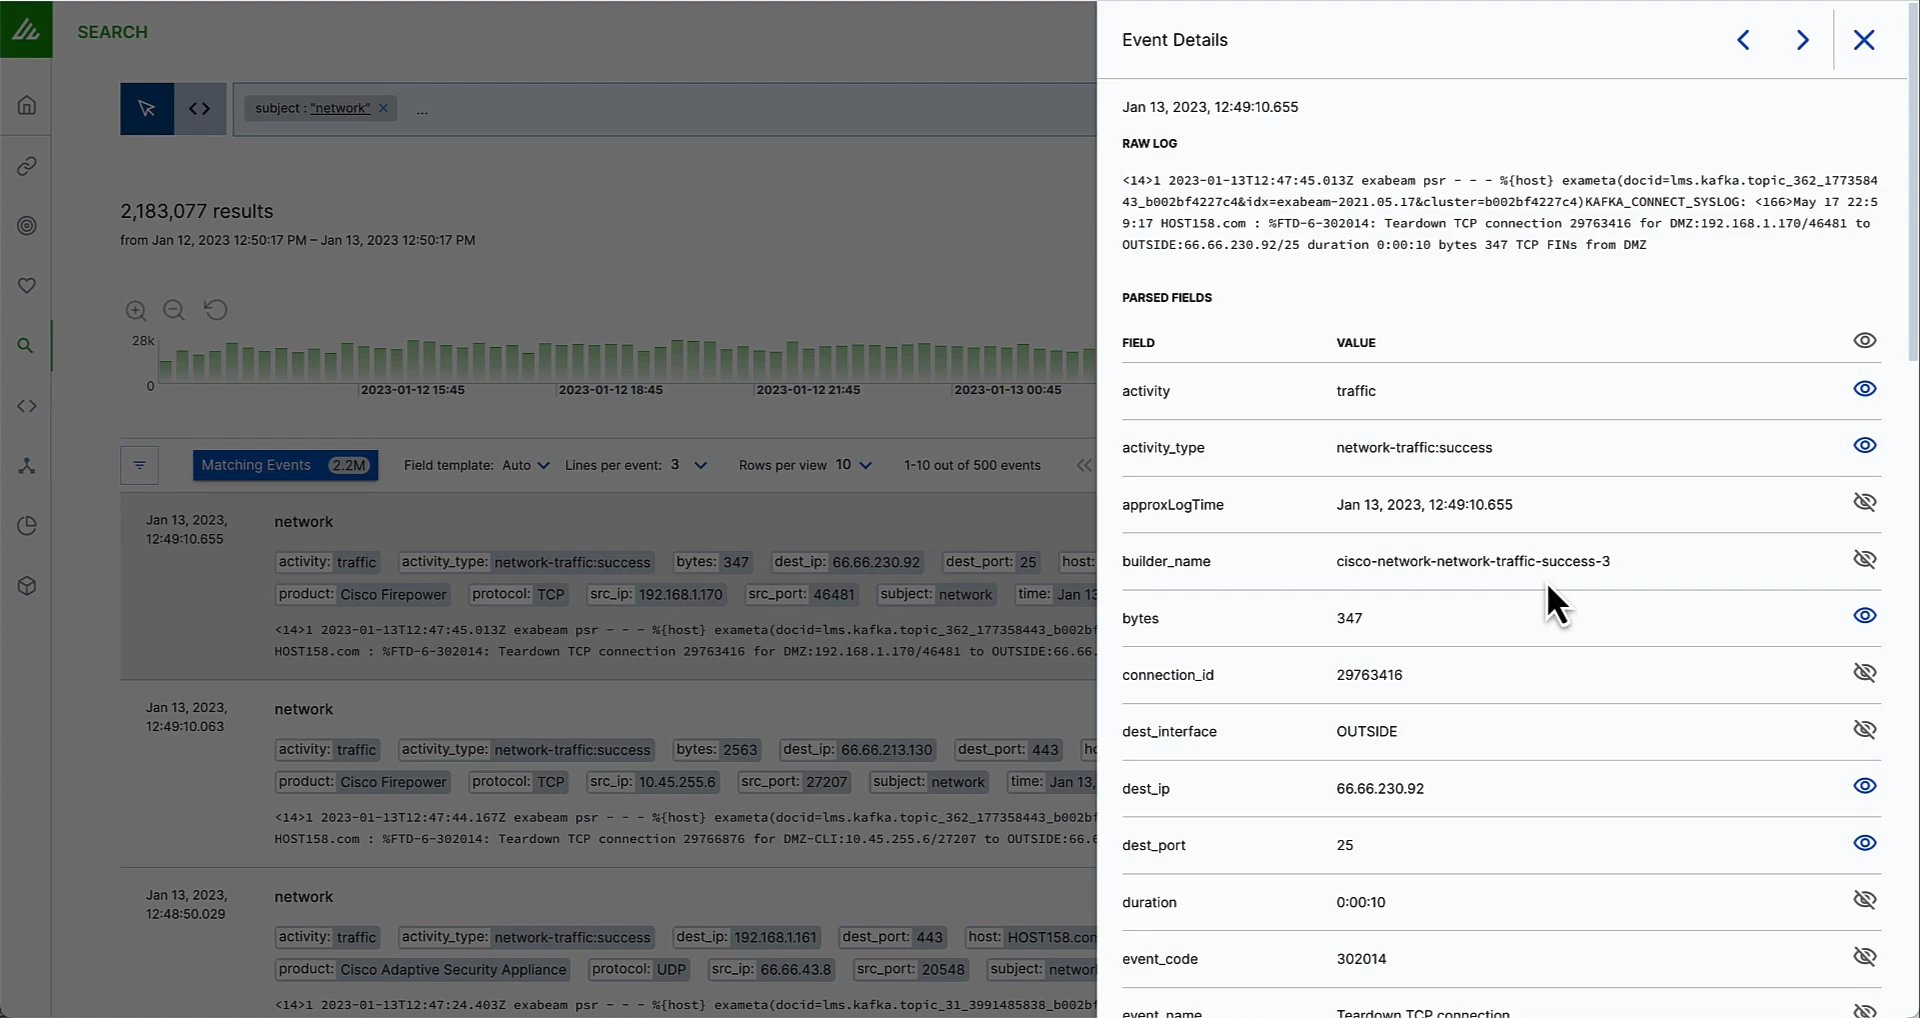 SEARCH
subject : "network" ×
...
2,183,077 results
from Jan 12, 2023 12:50:17 PM – Jan 13, 2023 12:50:17 PM
28k
0
2023-01-12 15:45
2023-01-12 18:45
2023-01-12 21:45
2023-01-13 00:45
Matching Events 2.2M
Field template: Auto
Lines per event: 3
Rows per view 10
1-10 out of 500 events
Jan 13, 2023,
12:49:10.655
network
activity: traffic activity_type: network-traffic:success bytes: 347 dest_ip: 66.66.230.92 dest_port: 25 host:
product: Cisco Firepower protocol: TCP src_ip: 192.168.1.170 src_port: 46481 subject: network time: Jan 13
<14>1 2023-01-13T12:47:45.013Z exabeam psr - - - %{host} exameta(docid=lms.kafka.topic_362_177358443_b002bf
HOST158.com : %FTD-6-302014: Teardown TCP connection 29763416 for DMZ:192.168.1.170/46481 to OUTSIDE:66.66.
Jan 13, 2023,
12:49:10.063
network
activity: traffic activity_type: network-traffic:success bytes: 2563 dest_ip: 66.66.213.130 dest_port: 443 hc
product: Cisco Firepower protocol: TCP src_ip: 10.45.255.6 src_port: 27207 subject: network time: Jan 13,
<14>1 2023-01-13T12:47:44.167Z exabeam psr - - - %{host} exameta(docid=lms.kafka.topic_362_177358443_b002bf
HOST158.com : %FTD-6-302014: Teardown TCP connection 29766876 for DMZ-CLI:10.45.255.6/27207 to OUTSIDE:66.6
Jan 13, 2023,
12:48:50.029
network
activity: traffic activity_type: network-traffic:success dest_ip: 192.168.1.161 dest_port: 443 host: HOST158.com
product: Cisco Adaptive Security Appliance protocol: UDP src_ip: 66.66.43.8 src_port: 20548 subject: networ
<14>1 2023-01-13T12:47:24.403Z exabeam psr - - - %{host} exameta(docid=lms.kafka.topic_31_3991485838_b002bf
Event Details
Jan 13, 2023, 12:49:10.655
RAW LOG
<14>1 2023-01-13T12:47:45.013Z exabeam psr - - - %{host} exameta(docid=lms.kafka.topic_362_1773584
43_b002bf4227c4&idx=exabeam-2021.05.17&cluster=b002bf4227c4)KAFKA_CONNECT_SYSLOG: <166>May 17 22:5
9:17 HOST158.com : %FTD-6-302014: Teardown TCP connection 29763416 for DMZ:192.168.1.170/46481 to
OUTSIDE:66.66.230.92/25 duration 0:00:10 bytes 347 TCP FINs from DMZ
PARSED FIELDS
FIELD VALUE
activity traffic
activity_type network-traffic:success
approxLogTime Jan 13, 2023, 12:49:10.655
builder_name cisco-network-network-traffic-success-3
bytes 347
connection_id 29763416
dest_interface OUTSIDE
dest_ip 66.66.230.92
dest_port 25
duration 0:00:10
event_code 302014
event_name Teardown TCP connection